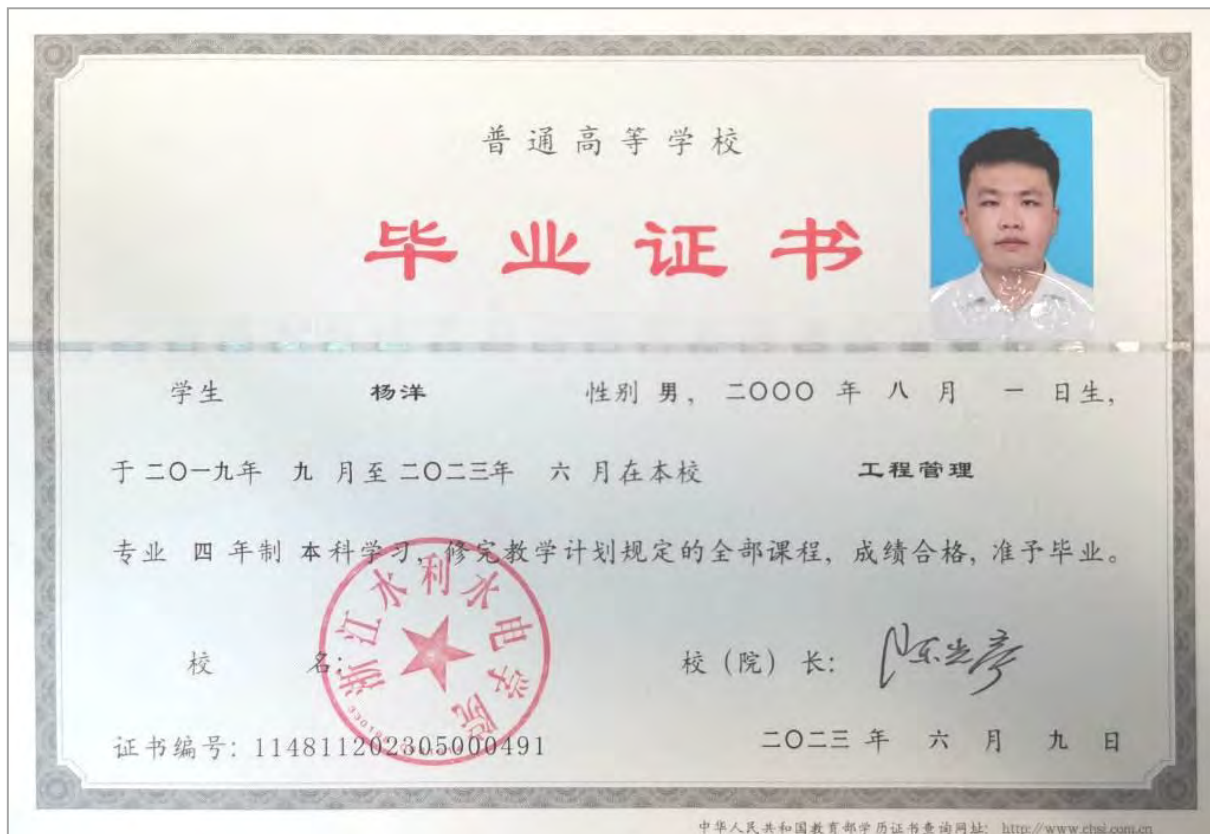 普通高等学校
毕业证书
学生 杨洋 性别 男, 二〇〇〇 年 八 月 一 日生,
于 二〇一九年 九 月至 二〇二三年 六 月在本校 工程管理
专业 四 年制 本科学习, 修完教学计划规定的全部课程, 成绩合格, 准予毕业。
浙江水利水电学院
校 名: 校 (院) 长:
证书编号: 114811202305000491 二〇二三 年 六 月 九 日
中华人民共和国教育部学历证书查询网址: http://www.chsi.com.cn